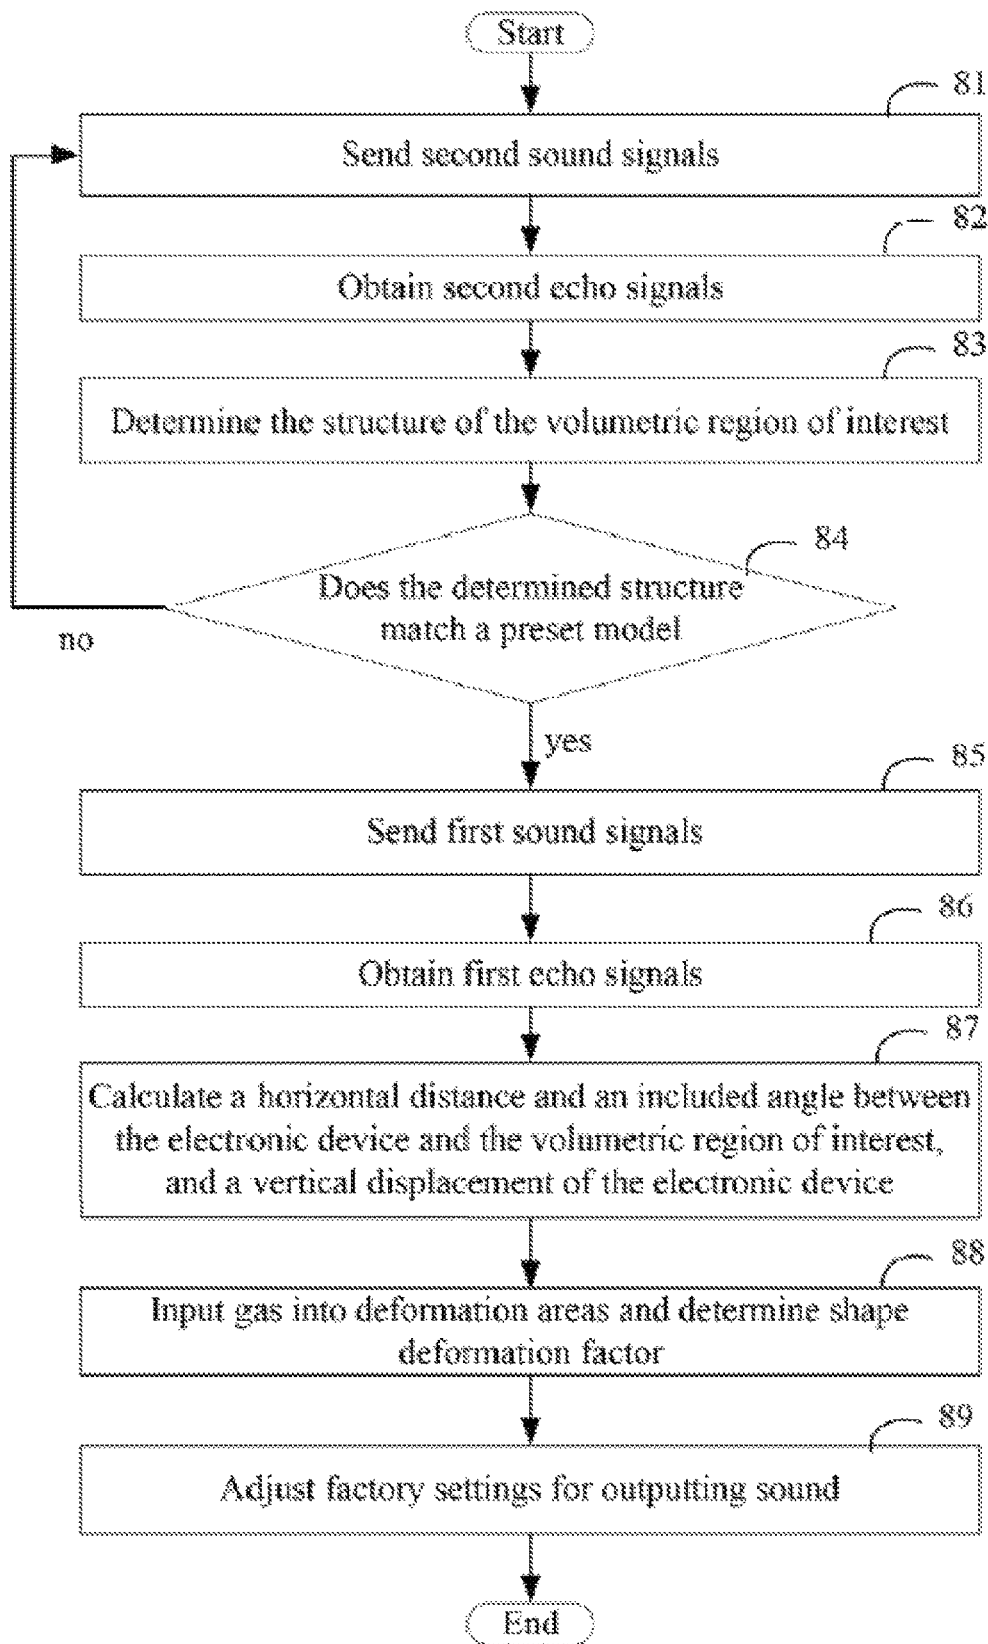 Start
81
Send second sound signals
82
Obtain second echo signals
83
Determine the structure of the volumetric region of interest
84
Does the determined structure
match a preset model
no
yes
85
Send first sound signals
86
Obtain first echo signals
87
Calculate a horizontal distance and an included angle between
the electronic device and the volumetric region of interest,
and a vertical displacement of the electronic device
88
Input gas into deformation areas and determine shape
deformation factor
89
Adjust factory settings for outputting sound
End